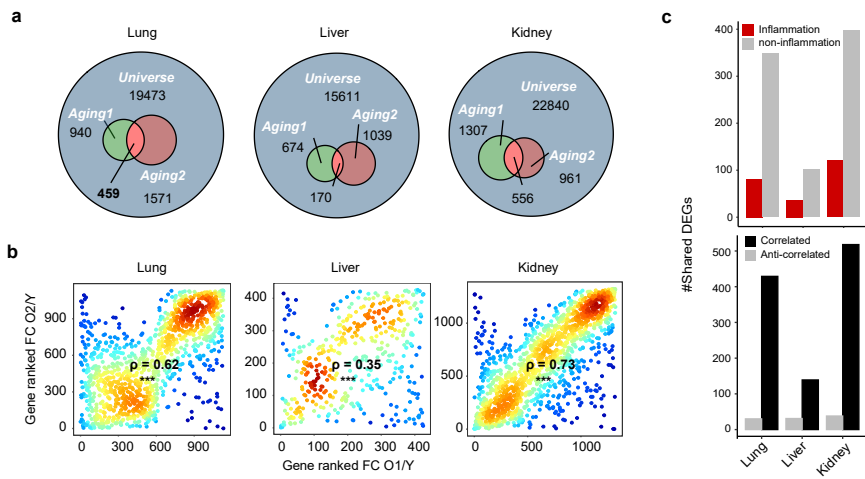 a
Lung
Universe
19473
Aging1
940
459
Aging2
1571
Liver
Universe
15611
Aging1
674
Aging2
1039
170
Kidney
Universe
22840
Aging1
1307
Aging2
961
556
b
Lung
Liver
Kidney
Gene ranked FC O2/Y
900
600
300
0
0 300 600 900
ρ = 0.62
***
400
300
200
100
0
0 100 200 300 400
ρ = 0.35
***
1000
500
0
0 500 1000
ρ = 0.73
***
Gene ranked FC O1/Y
c
Inflammation
non-inflammation
400
300
200
100
0
#Shared DEGs
Correlated
Anti-correlated
500
400
300
200
100
0
Lung
Liver
Kidney